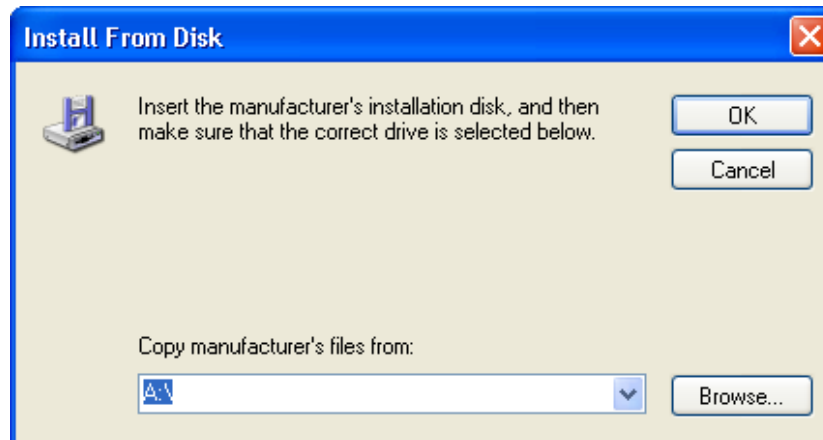 Install From Disk
Insert the manufacturer's installation disk, and then
make sure that the correct drive is selected below.
OK
Cancel
Copy manufacturer's files from:
A:\
Browse...